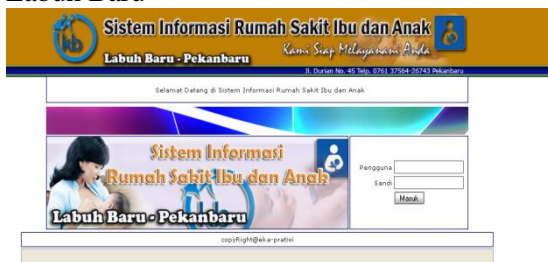 Labuh Baru
Sistem Informasi Rumah Sakit Ibu dan Anak
Labuh Baru - Pekanbaru
Kami Siap Melayanani Anda
Jl. Durian No. 45 Telp. 0761 37564-26743 Pekanbaru
Selamat Datang di Sistem Informasi Rumah Sakit Ibu dan Anak
Sistem Informasi
Rumah Sakit Ibu dan Anak
Labuh Baru - Pekanbaru
Pengguna
Sandi
Masuk
copyRight@eka-prativi